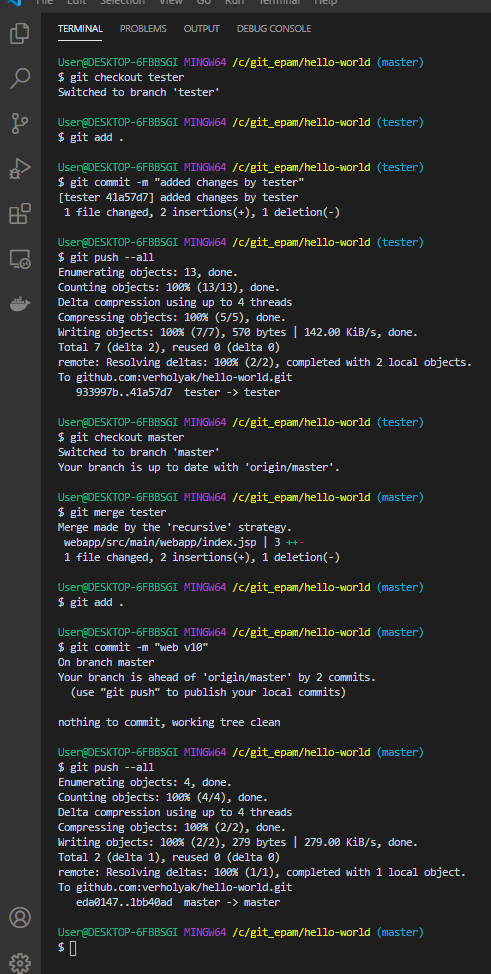 File Edit Selection View Go Run Terminal Help
TERMINAL PROBLEMS OUTPUT DEBUG CONSOLE
User@DESKTOP-6FBBSGI MINGW64 /c/git_epam/hello-world (master)
$ git checkout tester
Switched to branch 'tester'
User@DESKTOP-6FBBSGI MINGW64 /c/git_epam/hello-world (tester)
$ git add .
User@DESKTOP-6FBBSGI MINGW64 /c/git_epam/hello-world (tester)
$ git commit -m "added changes by tester"
[tester 41a57d7] added changes by tester
1 file changed, 2 insertions(+), 1 deletion(-)
User@DESKTOP-6FBBSGI MINGW64 /c/git_epam/hello-world (tester)
$ git push --all
Enumerating objects: 13, done.
Counting objects: 100% (13/13), done.
Delta compression using up to 4 threads
Compressing objects: 100% (5/5), done.
Writing objects: 100% (7/7), 570 bytes | 142.00 KiB/s, done.
Total 7 (delta 2), reused 0 (delta 0)
remote: Resolving deltas: 100% (2/2), completed with 2 local objects.
To github.com:verholyak/hello-world.git
933997b..41a57d7  tester -> tester
User@DESKTOP-6FBBSGI MINGW64 /c/git_epam/hello-world (tester)
$ git checkout master
Switched to branch 'master'
Your branch is up to date with 'origin/master'.
User@DESKTOP-6FBBSGI MINGW64 /c/git_epam/hello-world (master)
$ git merge tester
Merge made by the 'recursive' strategy.
webapp/src/main/webapp/index.jsp | 3 ++-
1 file changed, 2 insertions(+), 1 deletion(-)
User@DESKTOP-6FBBSGI MINGW64 /c/git_epam/hello-world (master)
$ git add .
User@DESKTOP-6FBBSGI MINGW64 /c/git_epam/hello-world (master)
$ git commit -m "web v10"
On branch master
Your branch is ahead of 'origin/master' by 2 commits.
(use "git push" to publish your local commits)
nothing to commit, working tree clean
User@DESKTOP-6FBBSGI MINGW64 /c/git_epam/hello-world (master)
$ git push --all
Enumerating objects: 4, done.
Counting objects: 100% (4/4), done.
Delta compression using up to 4 threads
Compressing objects: 100% (2/2), done.
Writing objects: 100% (2/2), 279 bytes | 279.00 KiB/s, done.
Total 2 (delta 1), reused 0 (delta 0)
remote: Resolving deltas: 100% (1/1), completed with 1 local object.
To github.com:verholyak/hello-world.git
eda0147..1bb40ad  master -> master
User@DESKTOP-6FBBSGI MINGW64 /c/git_epam/hello-world (master)
$